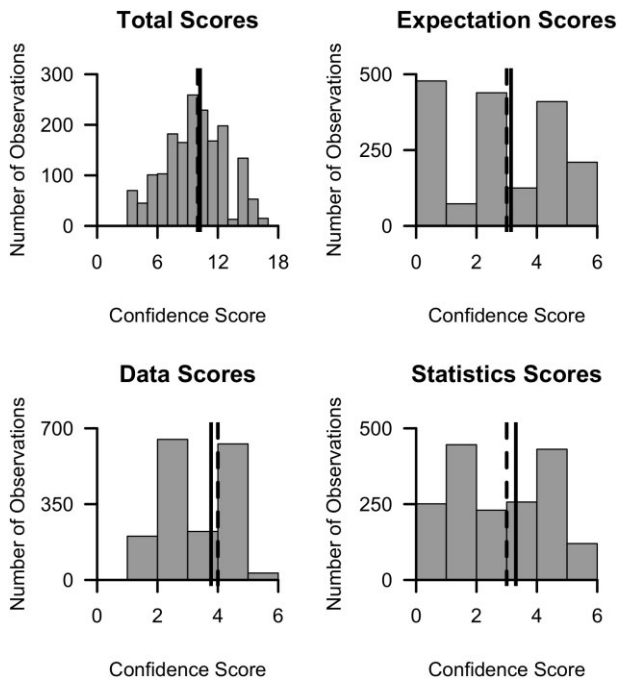 Total Scores
Number of Observations
300
200
100
0
0 6 12 18
Confidence Score
Expectation Scores
Number of Observations
500
250
0
0 2 4 6
Confidence Score
Data Scores
Number of Observations
700
350
0
0 2 4 6
Confidence Score
Statistics Scores
Number of Observations
500
250
0
0 2 4 6
Confidence Score